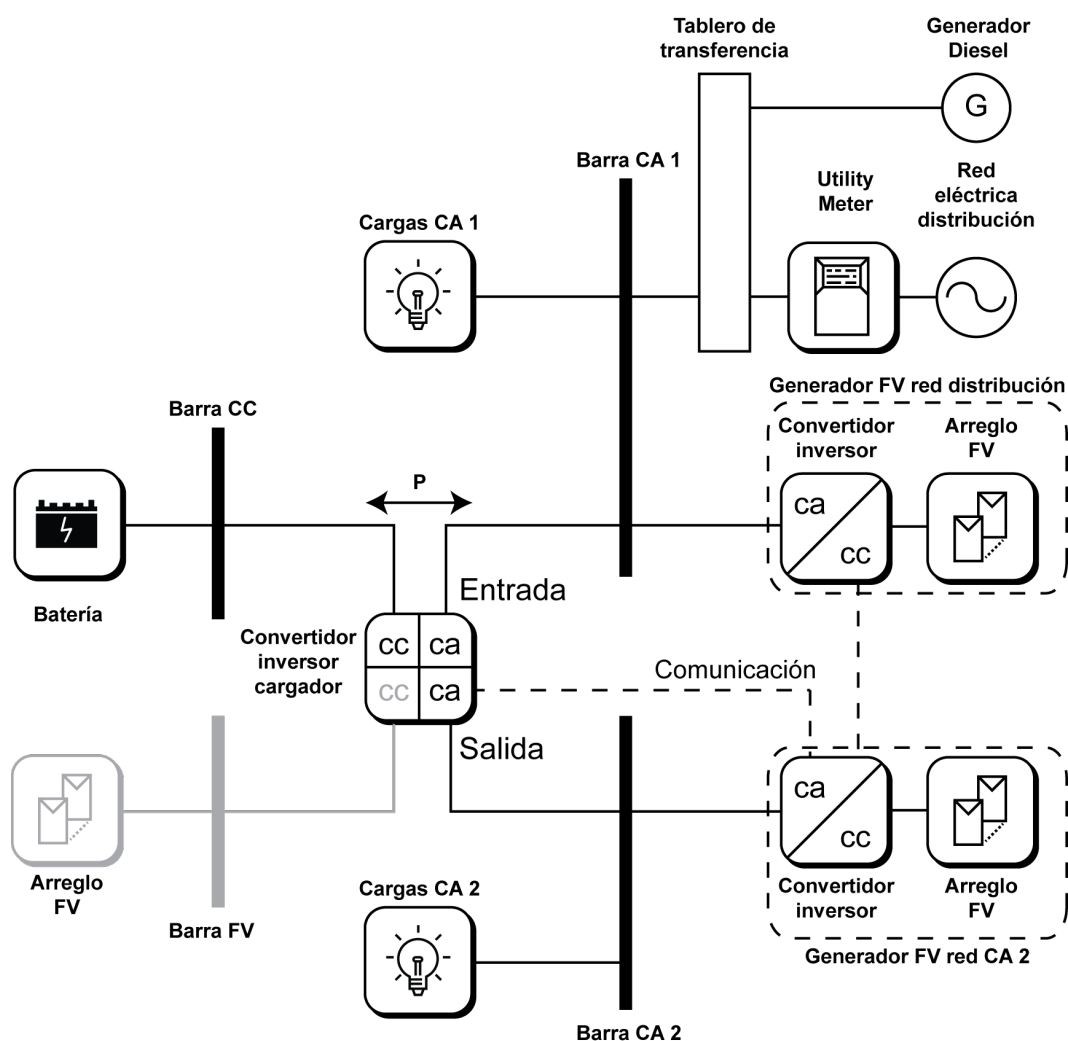 Tablero de
transferencia
Generador
Diesel
G
Barra CA 1
Utility
Meter
Red
eléctrica
distribución
Cargas CA 1
Generador FV red distribución
Barra CC
Convertidor
inversor
Arreglo
FV
P
ca
cc
Entrada
Batería
Convertidor
inversor
cargador
cc
ca
cc
ca
Comunicación
Salida
ca
cc
Arreglo
FV
Barra FV
Cargas CA 2
Convertidor
inversor
Arreglo
FV
Generador FV red CA 2
Barra CA 2